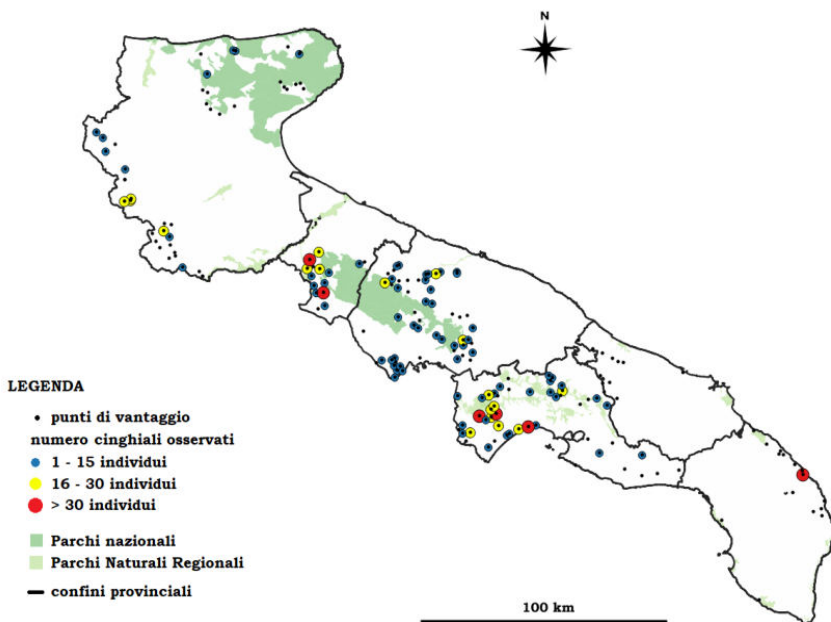 N
LEGENDA
punti di vantaggio
numero cinghiali osservati
1 - 15 individui
16 - 30 individui
> 30 individui
Parchi nazionali
Parchi Naturali Regionali
confini provinciali
100 km